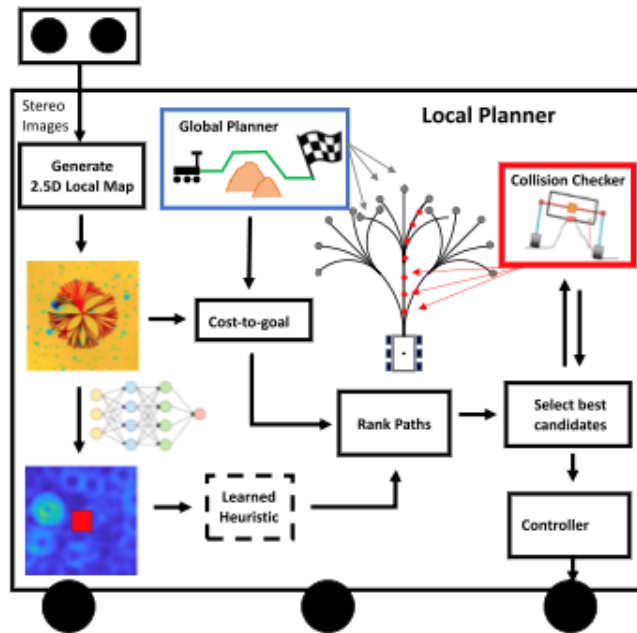 Stereo
Images
Local Planner
Global Planner
Generate
2.5D Local Map
Collision Checker
Cost-to-goal
Rank Paths
Select best
candidates
Learned
Heuristic
Controller